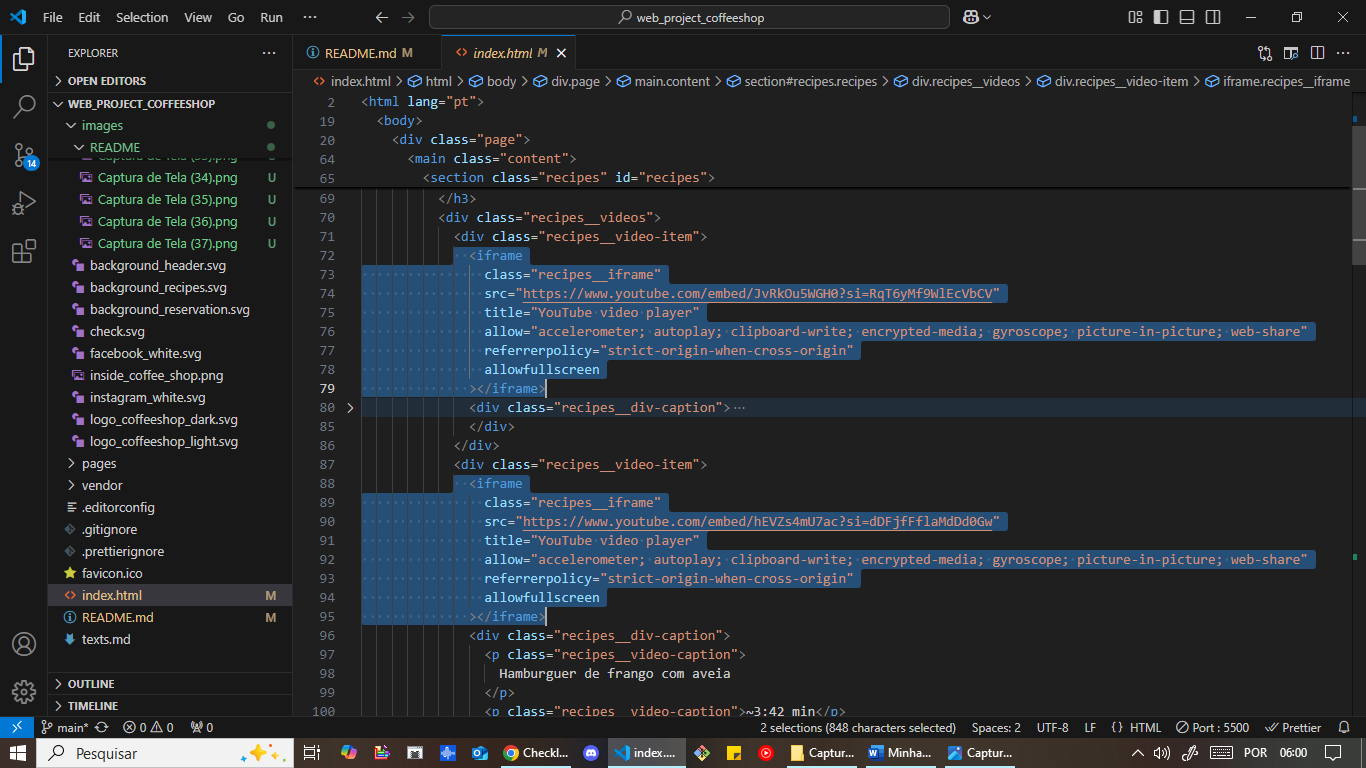 File Edit Selection View Go Run ···
web_project_coffeeshop
EXPLORER ···
OPEN EDITORS
WEB_PROJECT_COFFEESHOP
images
README
Captura de Tela (34).png U
Captura de Tela (35).png U
Captura de Tela (36).png U
Captura de Tela (37).png U
background_header.svg
background_recipes.svg
background_reservation.svg
check.svg
facebook_white.svg
inside_coffee_shop.png
instagram_white.svg
logo_coffeeshop_dark.svg
logo_coffeeshop_light.svg
pages
vendor
.editorconfig
.gitignore
.prettierignore
favicon.ico
index.html M
README.md M
texts.md
OUTLINE
TIMELINE
14
README.md M index.html M
index.html > html > body > div.page > main.content > section#recipes.recipes > div.recipes__videos > div.recipes__video-item > iframe.recipes__iframe
2 <html lang="pt">
19 <body>
20 <div class="page">
64 <main class="content">
65 <section class="recipes" id="recipes">
69 </h3>
70 <div class="recipes__videos">
71 <div class="recipes__video-item">
72 <iframe
73 class="recipes__iframe"
74 src="https://www.youtube.com/embed/JvRkOu5WGH0?si=RqT6yMf9WlEcVbCV"
75 title="YouTube video player"
76 allow="accelerometer; autoplay; clipboard-write; encrypted-media; gyroscope; picture-in-picture; web-share"
77 referrerpolicy="strict-origin-when-cross-origin"
78 allowfullscreen
79 ></iframe>
80 <div class="recipes__div-caption">···
85 </div>
86 </div>
87 <div class="recipes__video-item">
88 <iframe
89 class="recipes__iframe"
90 src="https://www.youtube.com/embed/hEVZs4mU7ac?si=dDFjfFflaMdDd0Gw"
91 title="YouTube video player"
92 allow="accelerometer; autoplay; clipboard-write; encrypted-media; gyroscope; picture-in-picture; web-share"
93 referrerpolicy="strict-origin-when-cross-origin"
94 allowfullscreen
95 ></iframe>
96 <div class="recipes__div-caption">
97 <p class="recipes__video-caption">
98 Hamburguer de frango com aveia
99 </p>
100 <p class="recipes__video-caption">~3:42 min</p>
main* 0 0 0 2 selections (848 characters selected) Spaces: 2 UTF-8 LF {} HTML Port : 5500 Prettier
Pesquisar Checkl... index.... Captur... Minha... Captur... POR 06:00